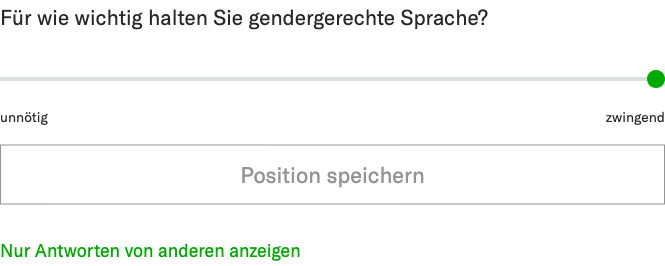 Für wie wichtig halten Sie gendergerechte Sprache?
unnötig
zwingend
Position speichern
Nur Antworten von anderen anzeigen